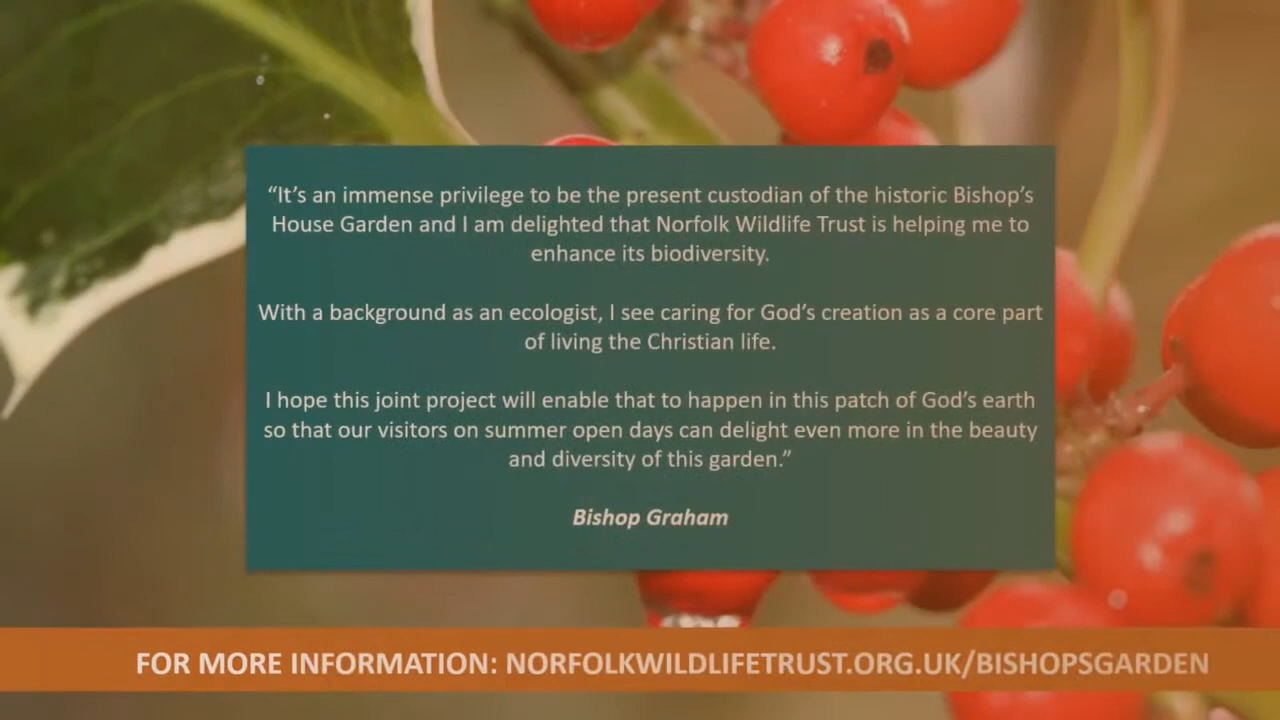 “It’s an immense privilege to be the present custodian of the historic Bishop’s
House Garden and I am delighted that Norfolk Wildlife Trust is helping me to
enhance its biodiversity.
With a background as an ecologist, I see caring for God’s creation as a core part
of living the Christian life.
I hope this joint project will enable that to happen in this patch of God’s earth
so that our visitors on summer open days can delight even more in the beauty
and diversity of this garden.”
Bishop Graham
FOR MORE INFORMATION: NORFOLKWILDLIFETRUST.ORG.UK/BISHOPSGARDEN